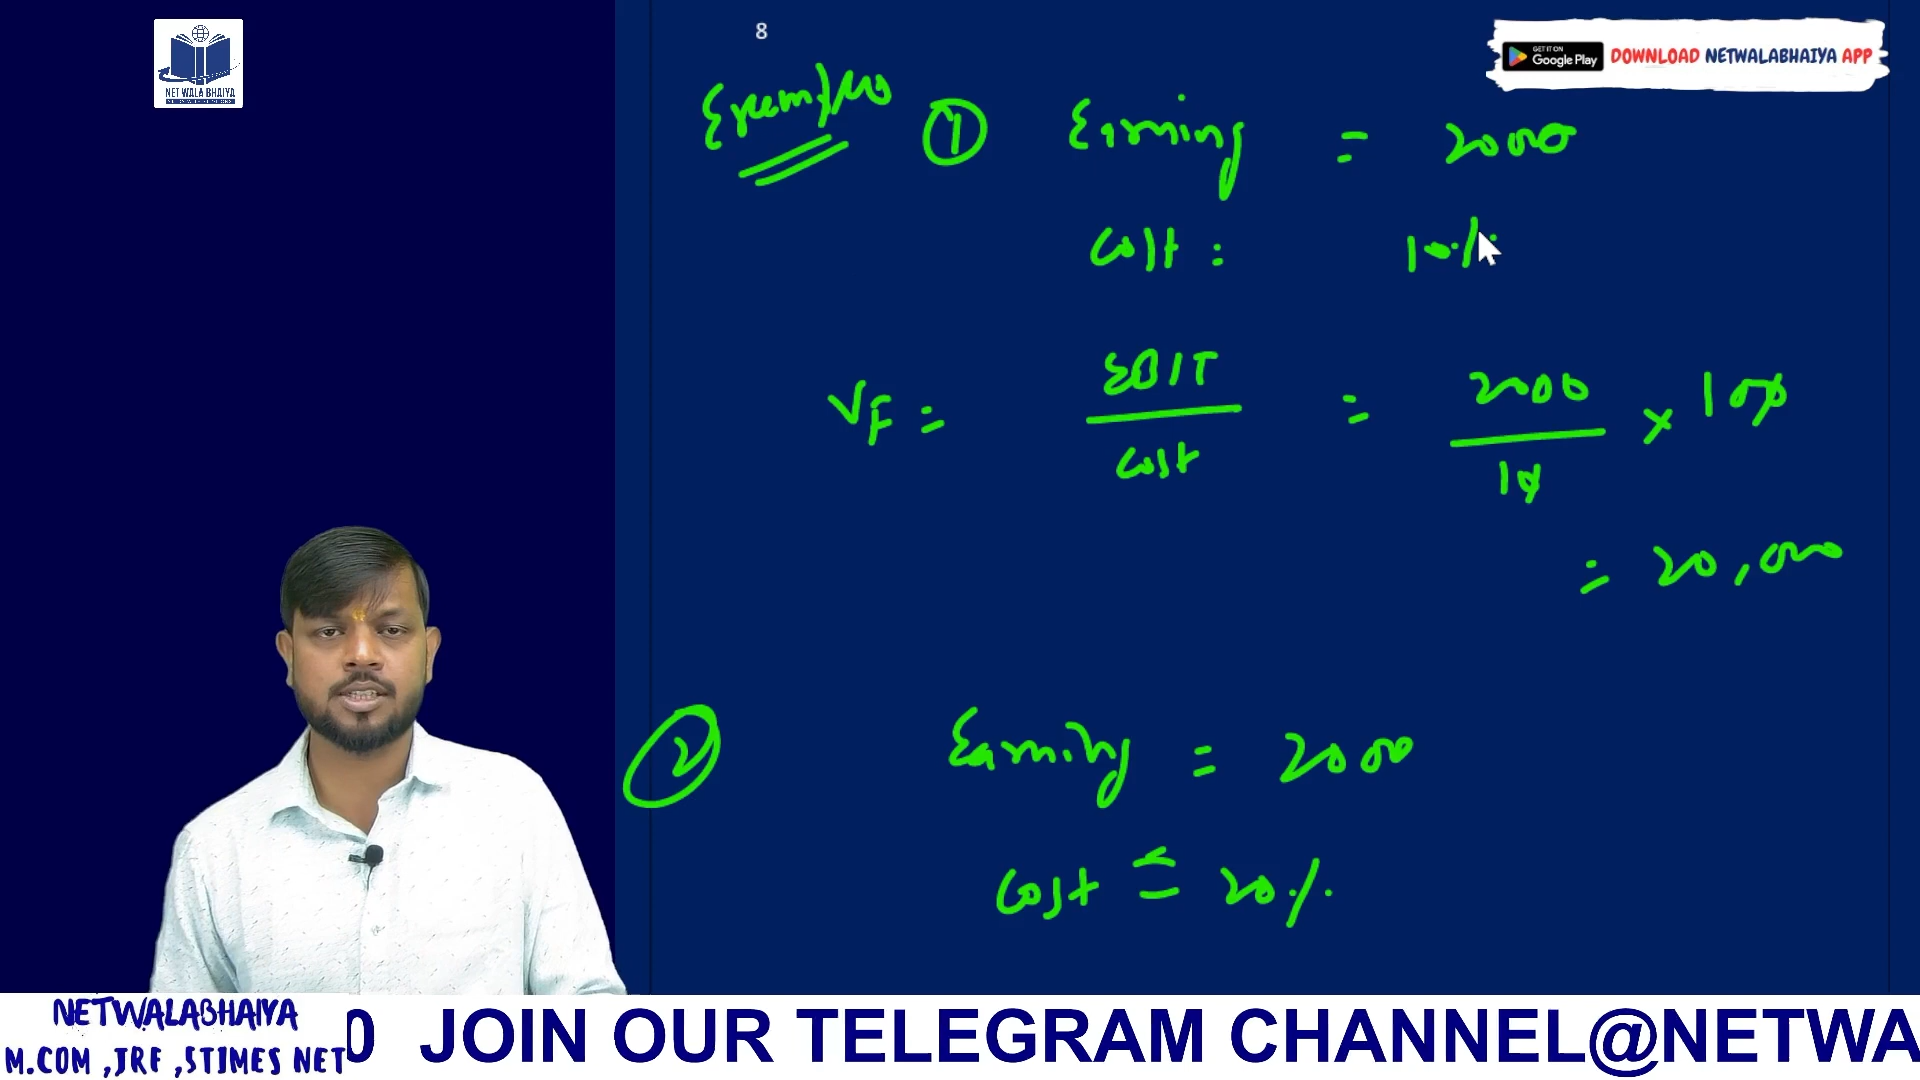 8
NET WALA BHAIYA
GET IT ON
Google Play
DOWNLOAD NETWALABHAIYA APP
① Earning = 2000
Cost : 10%
VF = EBIT / Cost = 2000 / 10 × 100
= 20,000
② Earning = 2000
Cost = 20%
NETWALABHAIYA
M.COM ,JRF ,5TIMES NET
0 JOIN OUR TELEGRAM CHANNEL@NETWA